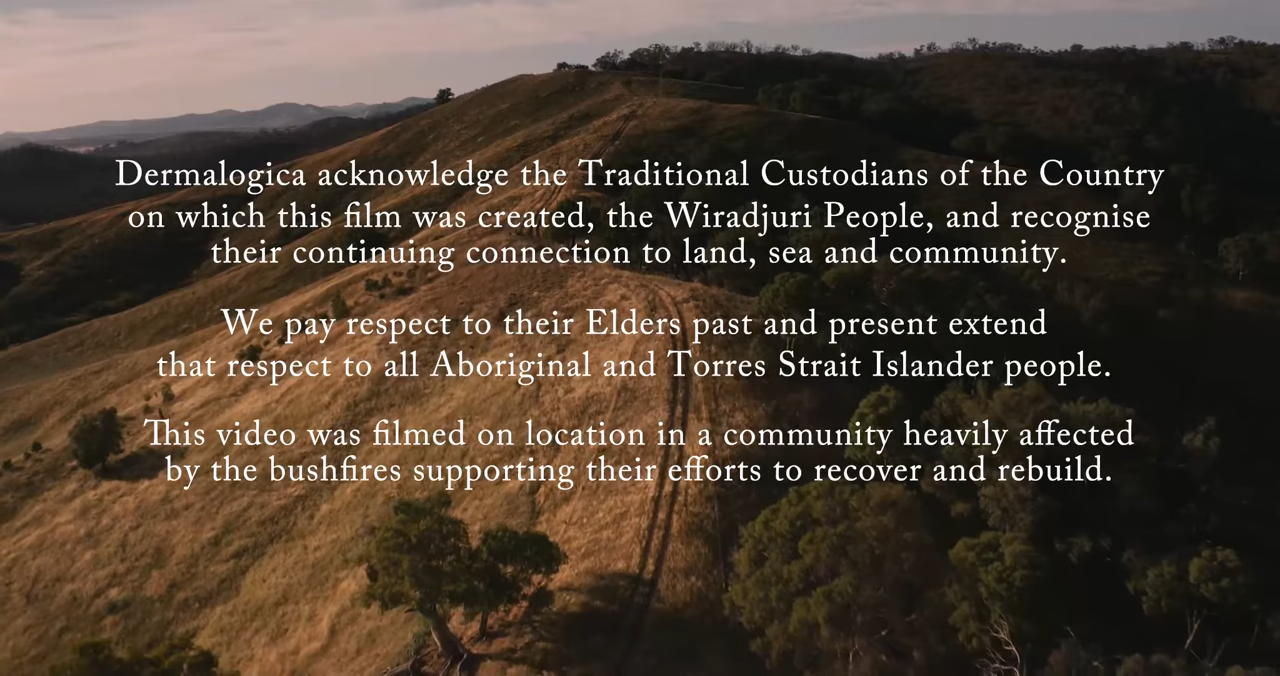 Dermalogica acknowledge the Traditional Custodians of the Country
on which this film was created, the Wiradjuri People, and recognise
their continuing connection to land, sea and community.
We pay respect to their Elders past and present extend
that respect to all Aboriginal and Torres Strait Islander people.
This video was filmed on location in a community heavily affected
by the bushfires supporting their efforts to recover and rebuild.